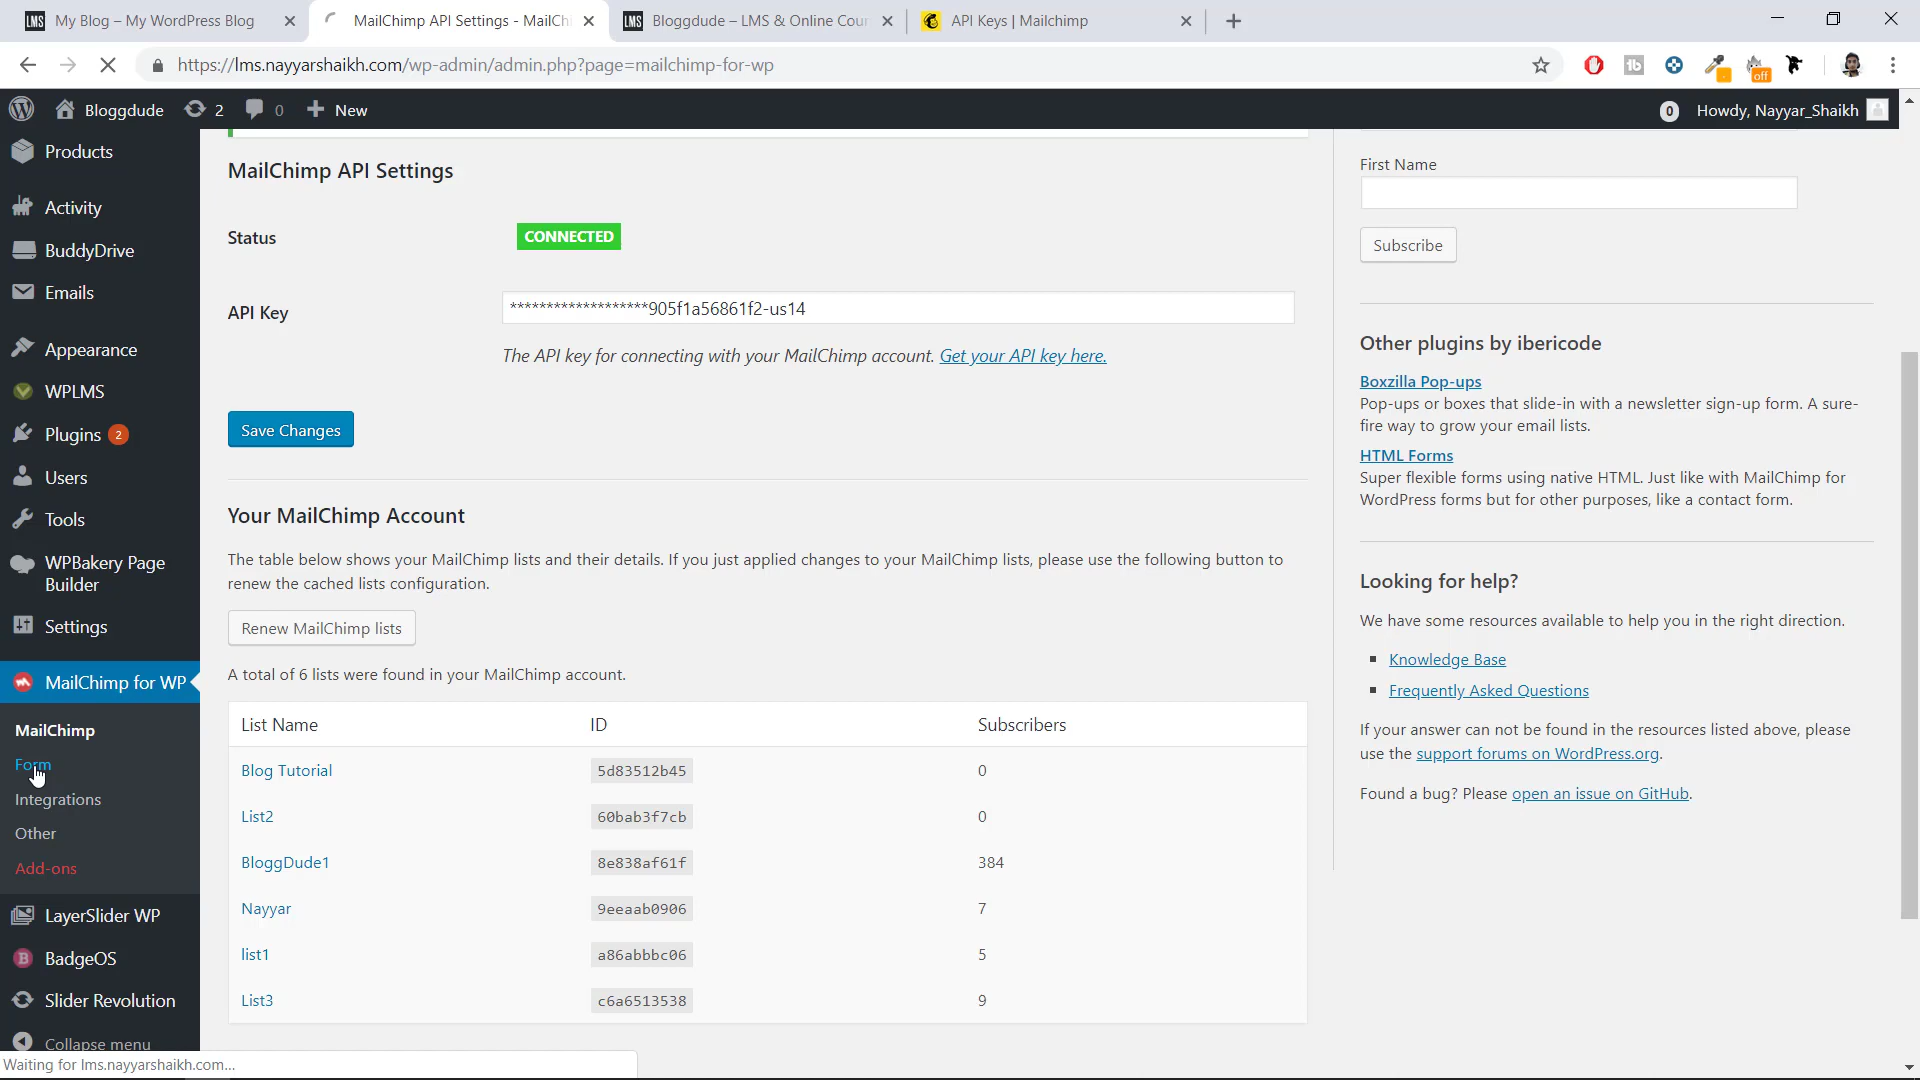 My Blog – My WordPress Blog
MailChimp API Settings - MailChi
Bloggdude – LMS & Online Cour
API Keys | Mailchimp
https://lms.nayyarshaikh.com/wp-admin/admin.php?page=mailchimp-for-wp
off
Bloggdude
2
0
New
0
Howdy, Nayyar_Shaikh
Products
Activity
BuddyDrive
Emails
Appearance
WPLMS
Plugins 2
Users
Tools
WPBakery Page
Builder
Settings
MailChimp for WP
MailChimp
Form
Integrations
Other
Add-ons
LayerSlider WP
BadgeOS
Slider Revolution
Collapse menu
Waiting for lms.nayyarshaikh.com...
MailChimp API Settings
Status
CONNECTED
API Key
*******************905f1a56861f2-us14
The API key for connecting with your MailChimp account. Get your API key here.
Save Changes
Your MailChimp Account
The table below shows your MailChimp lists and their details. If you just applied changes to your MailChimp lists, please use the following button to
renew the cached lists configuration.
Renew MailChimp lists
A total of 6 lists were found in your MailChimp account.
List Name ID Subscribers
Blog Tutorial 5d83512b45 0
List2 60bab3f7cb 0
BloggDude1 8e838af61f 384
Nayyar 9eeaab0906 7
list1 a86abbbc06 5
List3 c6a6513538 9
First Name
Subscribe
Other plugins by ibericode
Boxzilla Pop-ups
Pop-ups or boxes that slide-in with a newsletter sign-up form. A sure-
fire way to grow your email lists.
HTML Forms
Super flexible forms using native HTML. Just like with MailChimp for
WordPress forms but for other purposes, like a contact form.
Looking for help?
We have some resources available to help you in the right direction.
Knowledge Base
Frequently Asked Questions
If your answer can not be found in the resources listed above, please
use the support forums on WordPress.org.
Found a bug? Please open an issue on GitHub.